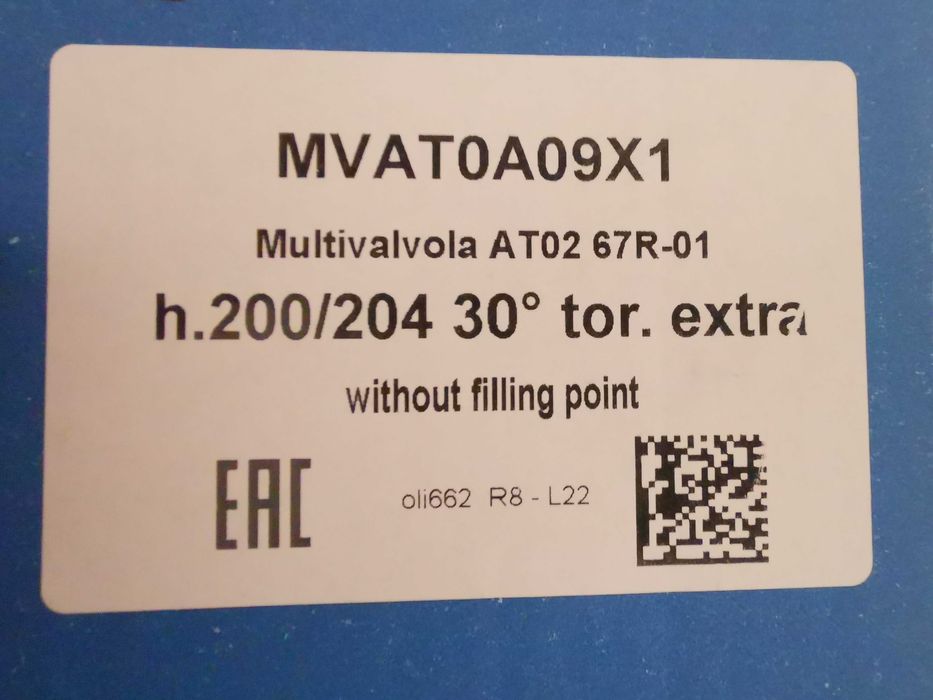 MVAT0A09X1
Multivalvola AT02 67R-01
h.200/204 30° tor. extra
without filling point
EAC
oli662 R8 - L22